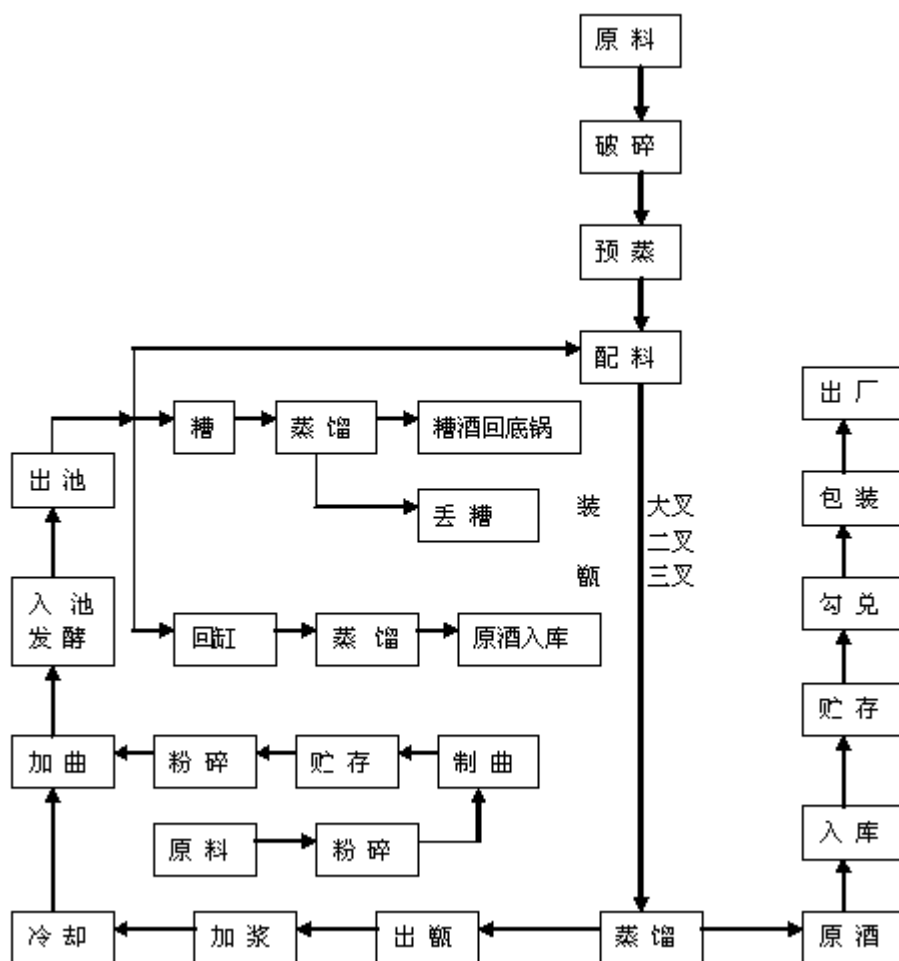 原料
破碎
预蒸
配料
出厂
糟
蒸馏
糟酒回底锅
出池
丢糟
包装
装
大叉
二叉
甑
三叉
入池
发酵
勾兑
回缸
蒸馏
原酒入库
贮存
加曲
粉碎
贮存
制曲
原料
粉碎
入库
冷却
加浆
出甑
蒸馏
原酒